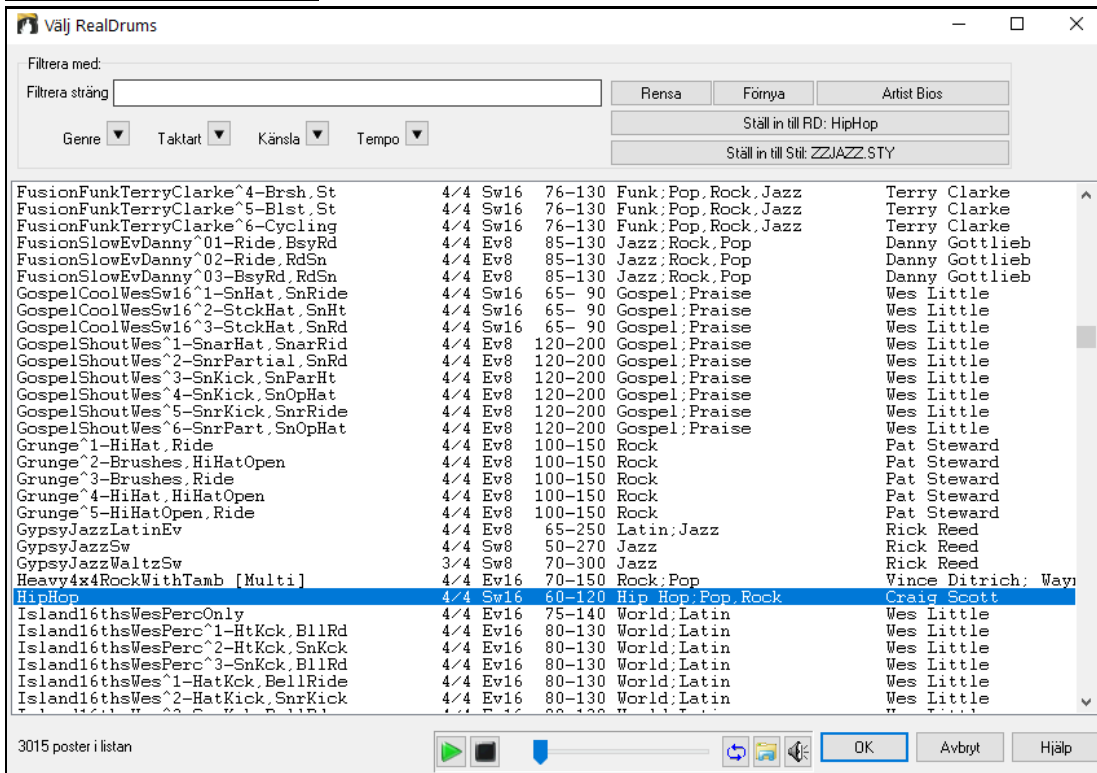 Välj RealDrums
Filtrera med:
Filtrera sträng
Rensa Förnya Artist Bios
Ställ in till RD: HipHop
Genre Taktart Känsla Tempo
Ställ in till Stil: ZZJAZZ.STY
FusionFunkTerryClarke^4-Brsh,St 4/4 Sw16 76-130 Funk;Pop,Rock,Jazz Terry Clarke
FusionFunkTerryClarke^5-Blst,St 4/4 Sw16 76-130 Funk;Pop,Rock,Jazz Terry Clarke
FusionFunkTerryClarke^6-Cycling 4/4 Sw16 76-130 Funk;Pop,Rock,Jazz Terry Clarke
FusionSlowEvDanny^01-Ride,BsyRd 4/4 Ev8 85-130 Jazz;Rock,Pop Danny Gottlieb
FusionSlowEvDanny^02-Ride,RdSn 4/4 Ev8 85-130 Jazz;Rock,Pop Danny Gottlieb
FusionSlowEvDanny^03-BsyRd,RdSn 4/4 Ev8 85-130 Jazz;Rock,Pop Danny Gottlieb
GospelCoolWesSw16^1-SnHat,SnRide 4/4 Sw16 65- 90 Gospel;Praise Wes Little
GospelCoolWesSw16^2-StckHat,SnHt 4/4 Sw16 65- 90 Gospel;Praise Wes Little
GospelCoolWesSw16^3-StckHat,SnRd 4/4 Sw16 65- 90 Gospel;Praise Wes Little
GospelShoutWes^1-SnarHat,SnarRid 4/4 Ev8 120-200 Gospel;Praise Wes Little
GospelShoutWes^2-SnrPartial,SnRd 4/4 Ev8 120-200 Gospel;Praise Wes Little
GospelShoutWes^3-SnKick,SnParHt 4/4 Ev8 120-200 Gospel;Praise Wes Little
GospelShoutWes^4-SnKick,SnOpHat 4/4 Ev8 120-200 Gospel;Praise Wes Little
GospelShoutWes^5-SnrKick,SnrRide 4/4 Ev8 120-200 Gospel;Praise Wes Little
GospelShoutWes^6-SnrPart,SnOpHat 4/4 Ev8 120-200 Gospel;Praise Wes Little
Grunge^1-HiHat,Ride 4/4 Ev8 100-150 Rock Pat Steward
Grunge^2-Brushes,HiHatOpen 4/4 Ev8 100-150 Rock Pat Steward
Grunge^3-Brushes,Ride 4/4 Ev8 100-150 Rock Pat Steward
Grunge^4-HiHat,HiHatOpen 4/4 Ev8 100-150 Rock Pat Steward
Grunge^5-HiHatOpen,Ride 4/4 Ev8 100-150 Rock Pat Steward
GypsyJazzLatinEv 4/4 Ev8 65-250 Latin;Jazz Rick Reed
GypsyJazzSw 4/4 Sw8 50-270 Jazz Rick Reed
GypsyJazzWaltzSw 3/4 Sw8 70-300 Jazz Rick Reed
Heavy4x4RockWithTamb [Multi] 4/4 Ev16 70-150 Rock;Pop Vince Ditrich;
HipHop 4/4 Sw16 60-120 Hip Hop;Pop,Rock Craig Scott
Island16thsWesPercOnly 4/4 Ev16 75-140 World;Latin Wes Little
Island16thsWesPerc^1-HtKck,BllRd 4/4 Ev16 80-130 World;Latin Wes Little
Island16thsWesPerc^2-HtKck,SnKck 4/4 Ev16 80-130 World;Latin Wes Little
Island16thsWesPerc^3-SnKck,BllRd 4/4 Ev16 80-130 World;Latin Wes Little
Island16thsWes^1-HatKck,BellRide 4/4 Ev16 80-130 World;Latin Wes Little
Island16thsWes^2-HatKick,SnrKick 4/4 Ev16 80-130 World;Latin Wes Little
3015 poster i listan
OK Avbryt Hjälp